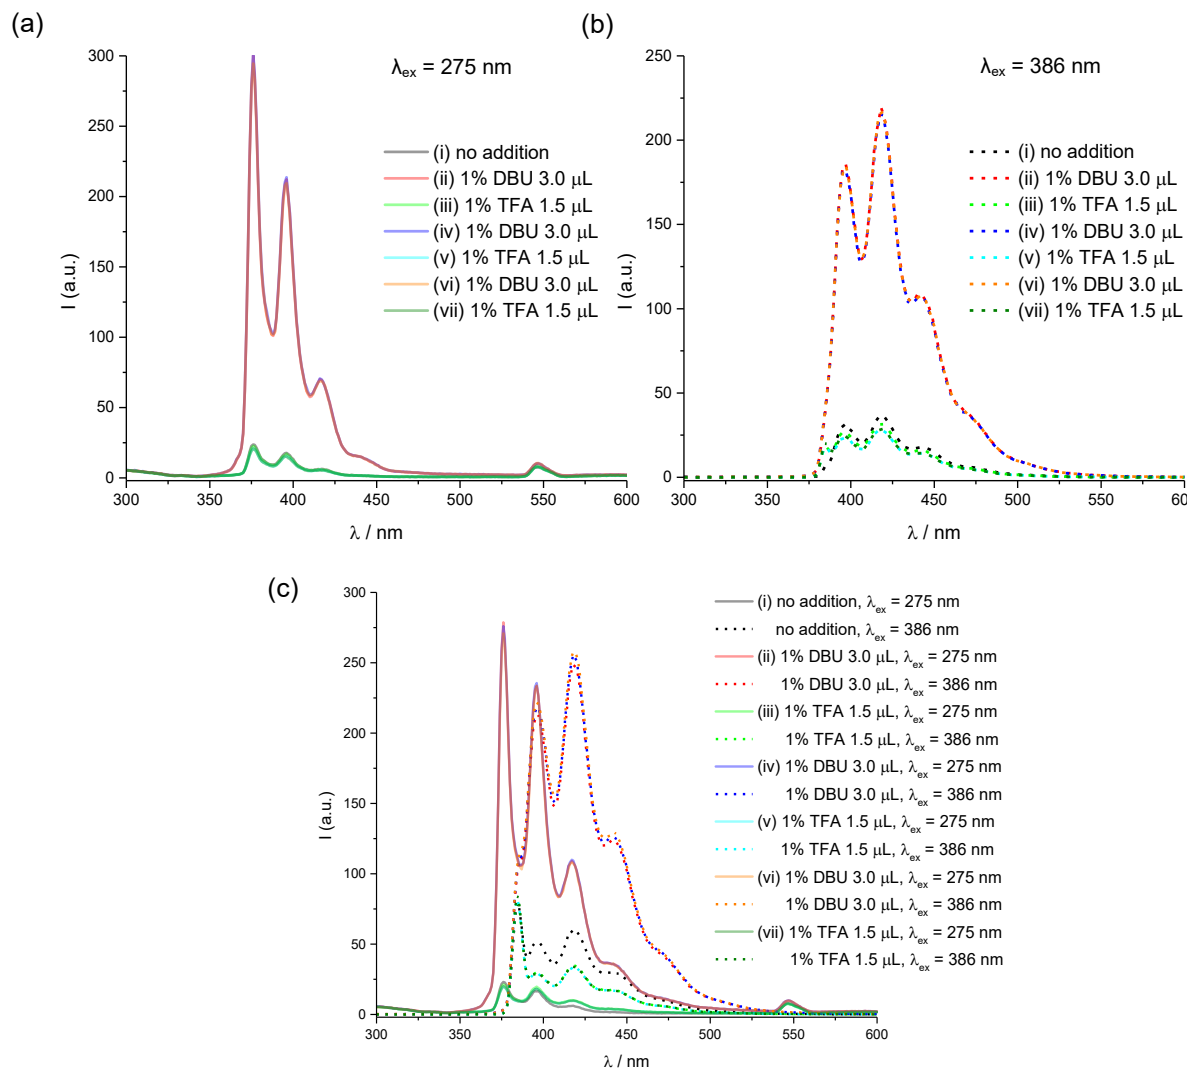 (a)
λex = 275 nm
300
250
200
150
100
50
0
I (a.u.)
(i) no addition
(ii) 1% DBU 3.0 μL
(iii) 1% TFA 1.5 μL
(iv) 1% DBU 3.0 μL
(v) 1% TFA 1.5 μL
(vi) 1% DBU 3.0 μL
(vii) 1% TFA 1.5 μL
300 350 400 450 500 550 600
λ / nm
(b)
λex = 386 nm
250
200
150
100
50
0
I (a.u.)
(i) no addition
(ii) 1% DBU 3.0 μL
(iii) 1% TFA 1.5 μL
(iv) 1% DBU 3.0 μL
(v) 1% TFA 1.5 μL
(vi) 1% DBU 3.0 μL
(vii) 1% TFA 1.5 μL
300 350 400 450 500 550 600
λ / nm
(c)
300
250
200
150
100
50
0
I (a.u.)
(i) no addition, λex = 275 nm
no addition, λex = 386 nm
(ii) 1% DBU 3.0 μL, λex = 275 nm
1% DBU 3.0 μL, λex = 386 nm
(iii) 1% TFA 1.5 μL, λex = 275 nm
1% TFA 1.5 μL, λex = 386 nm
(iv) 1% DBU 3.0 μL, λex = 275 nm
1% DBU 3.0 μL, λex = 386 nm
(v) 1% TFA 1.5 μL, λex = 275 nm
1% TFA 1.5 μL, λex = 386 nm
(vi) 1% DBU 3.0 μL, λex = 275 nm
1% DBU 3.0 μL, λex = 386 nm
(vii) 1% TFA 1.5 μL, λex = 275 nm
1% TFA 1.5 μL, λex = 386 nm
300 350 400 450 500 550 600
λ / nm